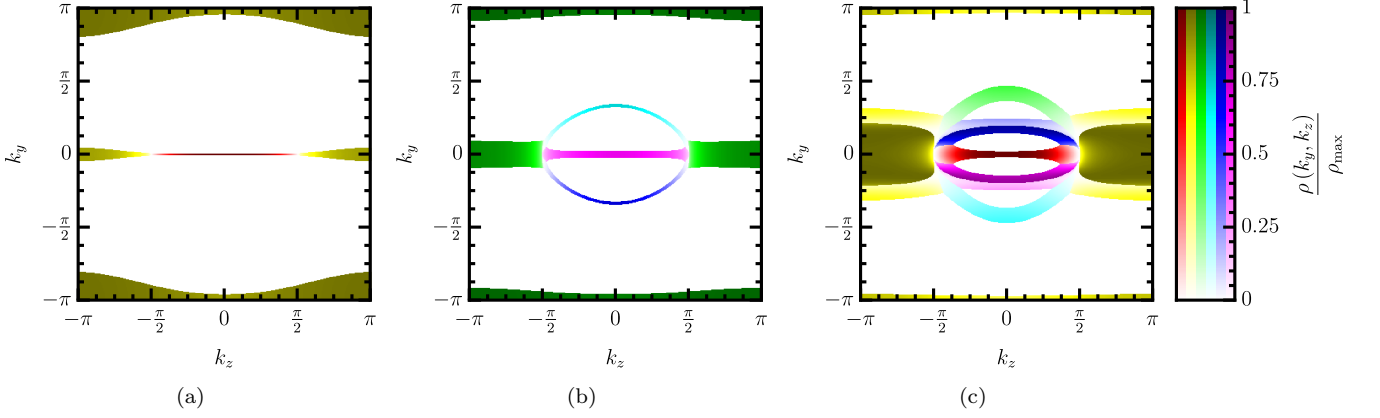 π
π/2
0
−π/2
−π
k_y
−π −π/2 0 π/2 π
k_z
(a)
π
π/2
0
−π/2
−π
k_y
−π −π/2 0 π/2 π
k_z
(b)
π
π/2
0
−π/2
−π
k_y
−π −π/2 0 π/2 π
k_z
(c)
1
0.75
0.5
0.25
0
ρ (k_y, k_z)
ρ_max